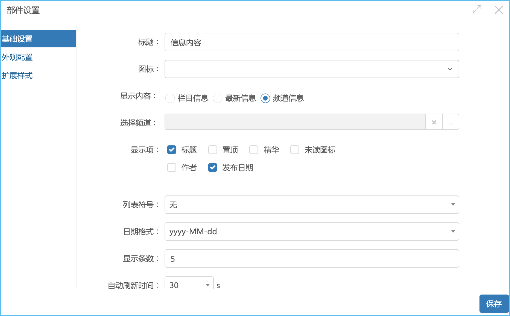 部件设置
基础设置
外观配置
扩展样式
标题： 信息内容
图标：
显示内容： 栏目信息 最新信息 频道信息
选择频道：
显示项： 标题 置顶 精华 未读图标
作者 发布日期
列表符号： 无
日期格式： yyyy-MM-dd
显示条数： 5
自动刷新时间： 30 s
保存